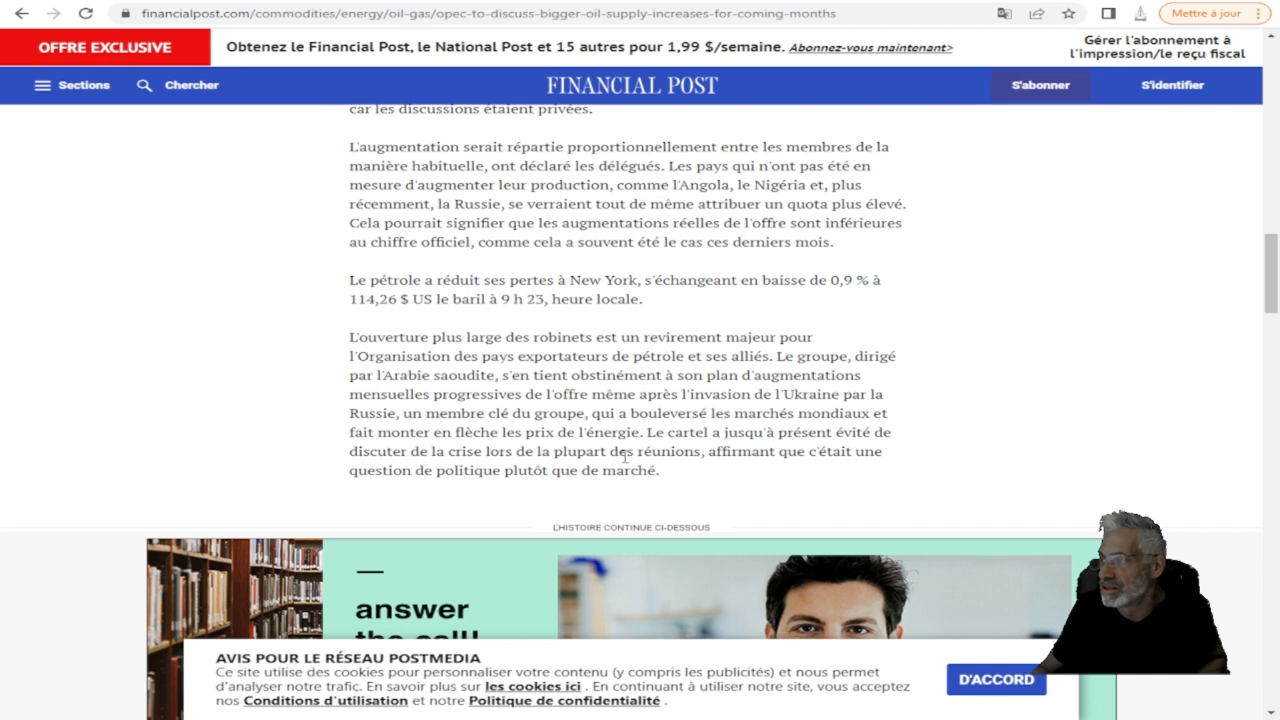 financialpost.com/commodities/energy/oil-gas/opec-to-discuss-bigger-oil-supply-increases-for-coming-months
Mettre à jour
OFFRE EXCLUSIVE
Obtenez le Financial Post, le National Post et 15 autres pour 1,99 $/semaine. Abonnez-vous maintenant>
Gérer l'abonnement à
l'impression/le reçu fiscal
Sections
Chercher
FINANCIAL POST
S'abonner
S'identifier
car les discussions étaient privées.
L'augmentation serait répartie proportionnellement entre les membres de la
manière habituelle, ont déclaré les délégués. Les pays qui n'ont pas été en
mesure d'augmenter leur production, comme l'Angola, le Nigéria et, plus
récemment, la Russie, se verraient tout de même attribuer un quota plus élevé.
Cela pourrait signifier que les augmentations réelles de l'offre sont inférieures
au chiffre officiel, comme cela a souvent été le cas ces derniers mois.
Le pétrole a réduit ses pertes à New York, s'échangeant en baisse de 0,9 % à
114,26 $ US le baril à 9 h 23, heure locale.
L'ouverture plus large des robinets est un revirement majeur pour
l'Organisation des pays exportateurs de pétrole et ses alliés. Le groupe, dirigé
par l'Arabie saoudite, s'en tient obstinément à son plan d'augmentations
mensuelles progressives de l'offre même après l'invasion de l'Ukraine par la
Russie, un membre clé du groupe, qui a bouleversé les marchés mondiaux et
fait monter en flèche les prix de l'énergie. Le cartel a jusqu'à présent évité de
discuter de la crise lors de la plupart des réunions, affirmant que c'était une
question de politique plutôt que de marché.
L'HISTOIRE CONTINUE CI-DESSOUS
answer
the call!
AVIS POUR LE RÉSEAU POSTMEDIA
Ce site utilise des cookies pour personnaliser votre contenu (y compris les publicités) et nous permet
d'analyser notre trafic. En savoir plus sur les cookies ici . En continuant à utiliser notre site, vous acceptez
nos Conditions d'utilisation et notre Politique de confidentialité .
D'ACCORD